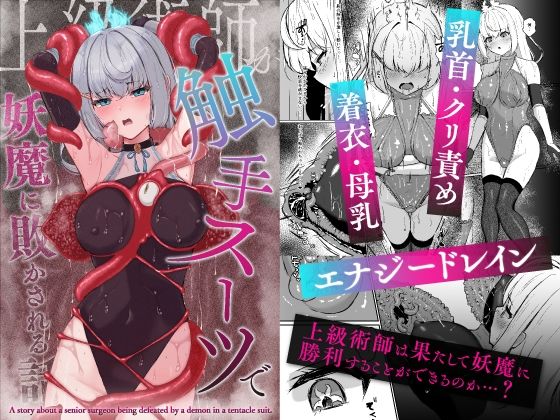 上級術師が
触手スーツで
妖魔に敗かされる話
A story about a senior surgeon being defeated by a demon in a tentacle suit.
乳首・クリ責め
着衣・母乳
エナジードレイン
上級術師は果たして妖魔に
勝利することができるのか…?